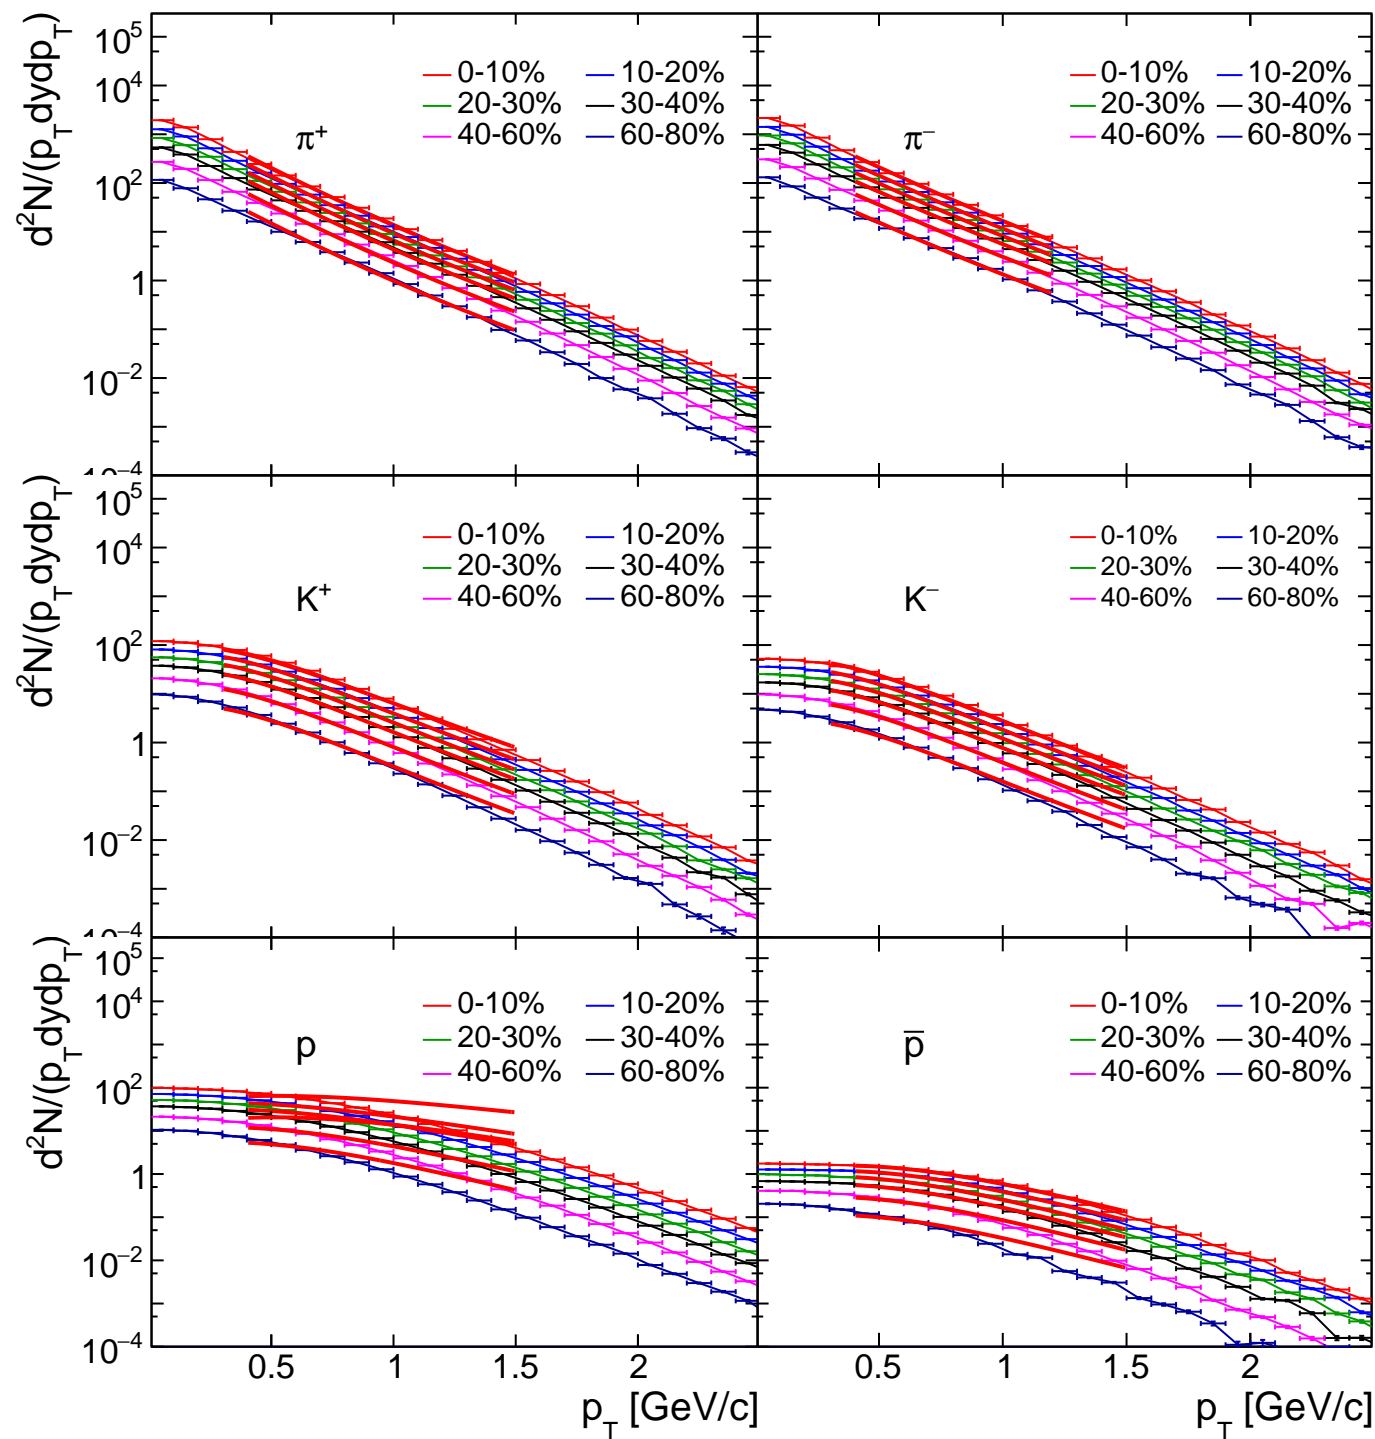 d²N/(p_T dydp_T)
10⁵
10⁴
10²
1
10⁻²
10⁻⁴
π⁺
0-10% 10-20%
20-30% 30-40%
40-60% 60-80%
π⁻
0-10% 10-20%
20-30% 30-40%
40-60% 60-80%
d²N/(p_T dydp_T)
10⁵
10⁴
10²
1
10⁻²
10⁻⁴
K⁺
0-10% 10-20%
20-30% 30-40%
40-60% 60-80%
K⁻
0-10% 10-20%
20-30% 30-40%
40-60% 60-80%
d²N/(p_T dydp_T)
10⁵
10⁴
10²
1
10⁻²
10⁻⁴
p
0-10% 10-20%
20-30% 30-40%
40-60% 60-80%
p̅
0-10% 10-20%
20-30% 30-40%
40-60% 60-80%
0.5 1 1.5 2
0.5 1 1.5 2
p_T [GeV/c]
p_T [GeV/c]